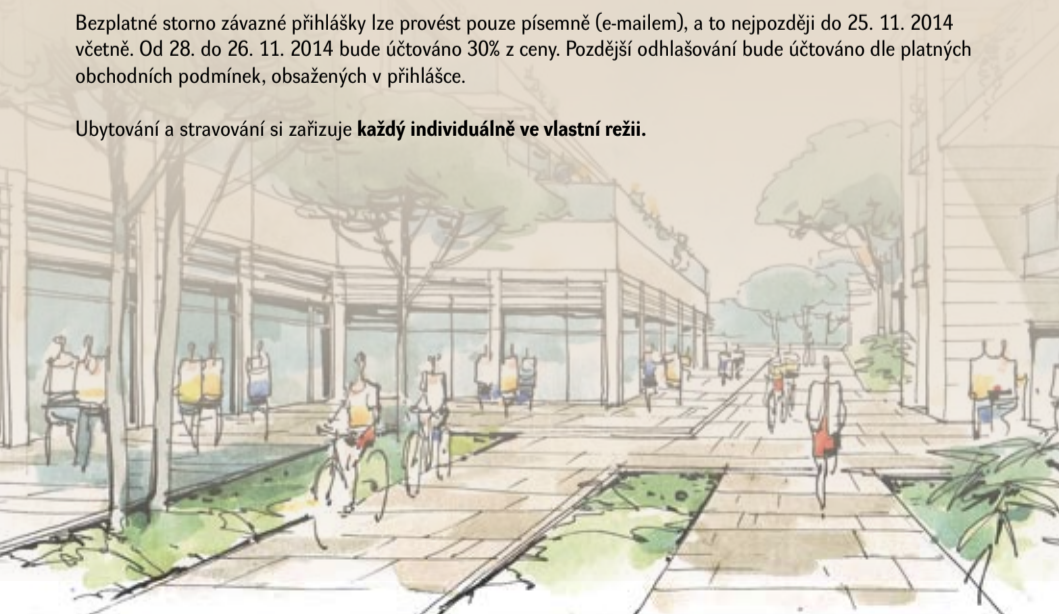 Bezplatné storno závazné přihlášky lze provést pouze písemně (e-mailem), a to nejpozději do 25. 11. 2014
včetně. Od 28. do 26. 11. 2014 bude účtováno 30% z ceny. Pozdější odhlašování bude účtováno dle platných
obchodních podmínek, obsažených v přihlášce.
Ubytování a stravování si zařizuje každý individuálně ve vlastní režii.